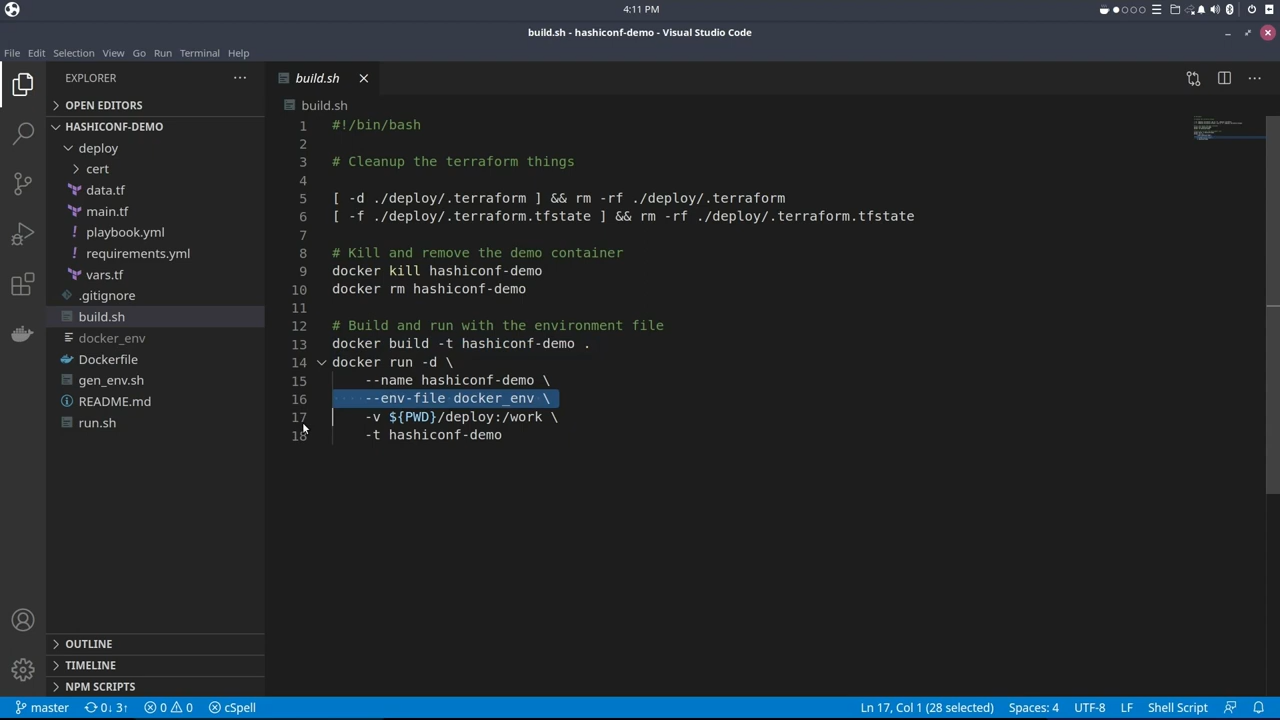 4:11 PM
build.sh - hashiconf-demo - Visual Studio Code
File Edit Selection View Go Run Terminal Help
EXPLORER
OPEN EDITORS
HASHICONF-DEMO
deploy
cert
data.tf
main.tf
! playbook.yml
! requirements.yml
vars.tf
.gitignore
build.sh
docker_env
Dockerfile
gen_env.sh
README.md
run.sh
OUTLINE
TIMELINE
NPM SCRIPTS
build.sh
build.sh
1 #!/bin/bash
2
3 # Cleanup the terraform things
4
5 [ -d ./deploy/.terraform ] && rm -rf ./deploy/.terraform
6 [ -f ./deploy/.terraform.tfstate ] && rm -rf ./deploy/.terraform.tfstate
7
8 # Kill and remove the demo container
9 docker kill hashiconf-demo
10 docker rm hashiconf-demo
11
12 # Build and run with the environment file
13 docker build -t hashiconf-demo .
14 docker run -d \
15 --name hashiconf-demo \
16 --env-file docker_env \
17 -v ${PWD}/deploy:/work \
18 -t hashiconf-demo
master 0↓ 3↑ 0 0 cSpell Ln 17, Col 1 (28 selected) Spaces: 4 UTF-8 LF Shell Script